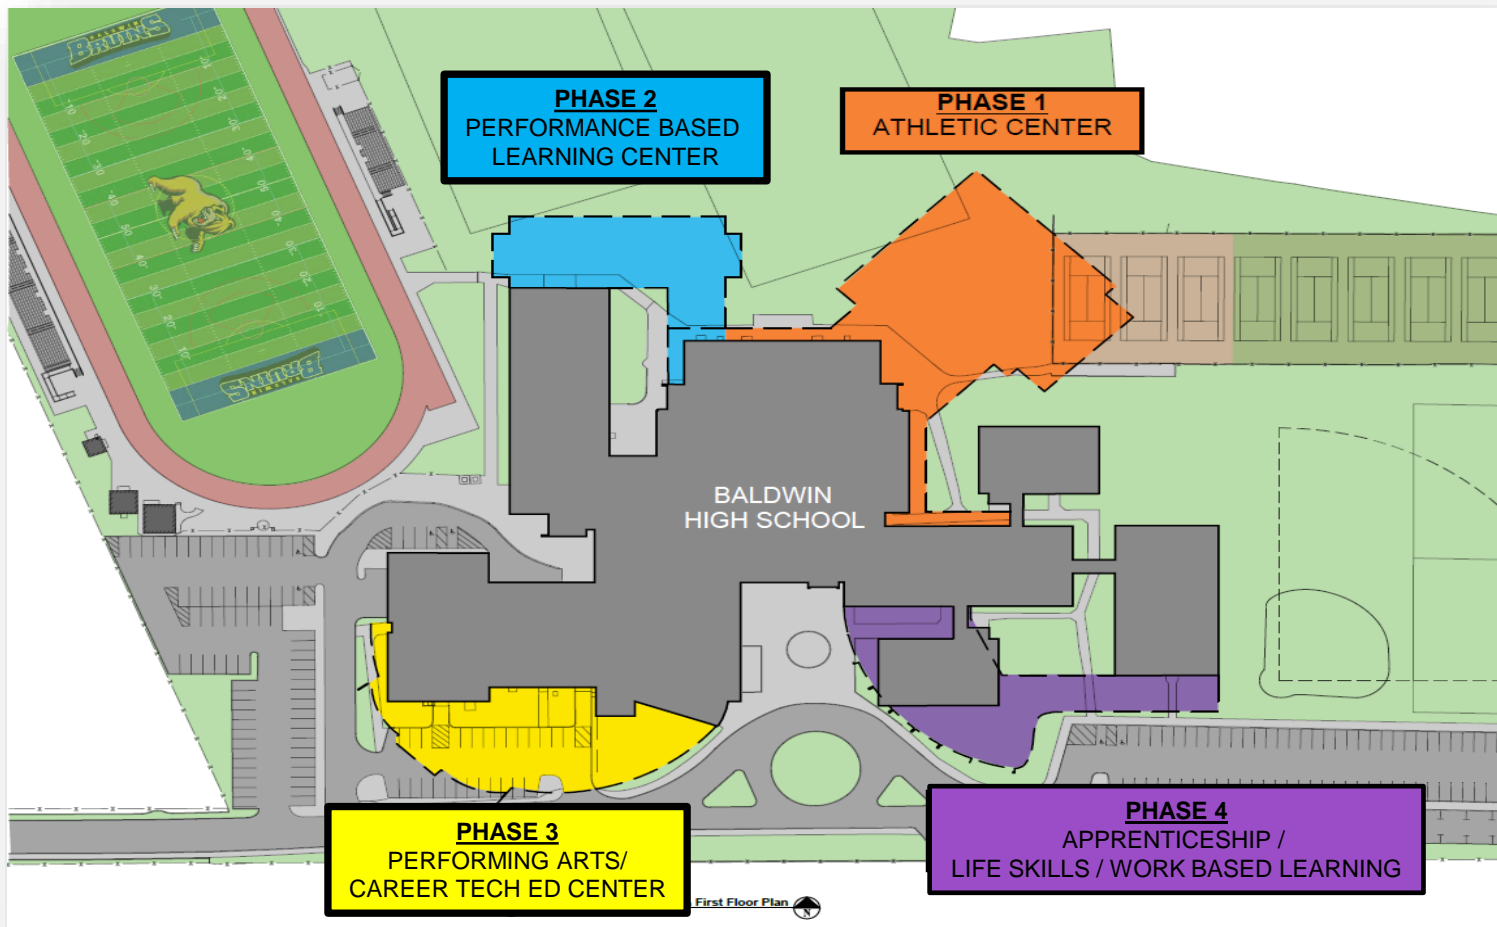 BRUINS
PHASE 2
PERFORMANCE BASED
LEARNING CENTER
PHASE 1
ATHLETIC CENTER
BALDWIN
HIGH SCHOOL
BRUINS
PHASE 3
PERFORMING ARTS/
CAREER TECH ED CENTER
PHASE 4
APPRENTICESHIP /
LIFE SKILLS / WORK BASED LEARNING
First Floor Plan
N